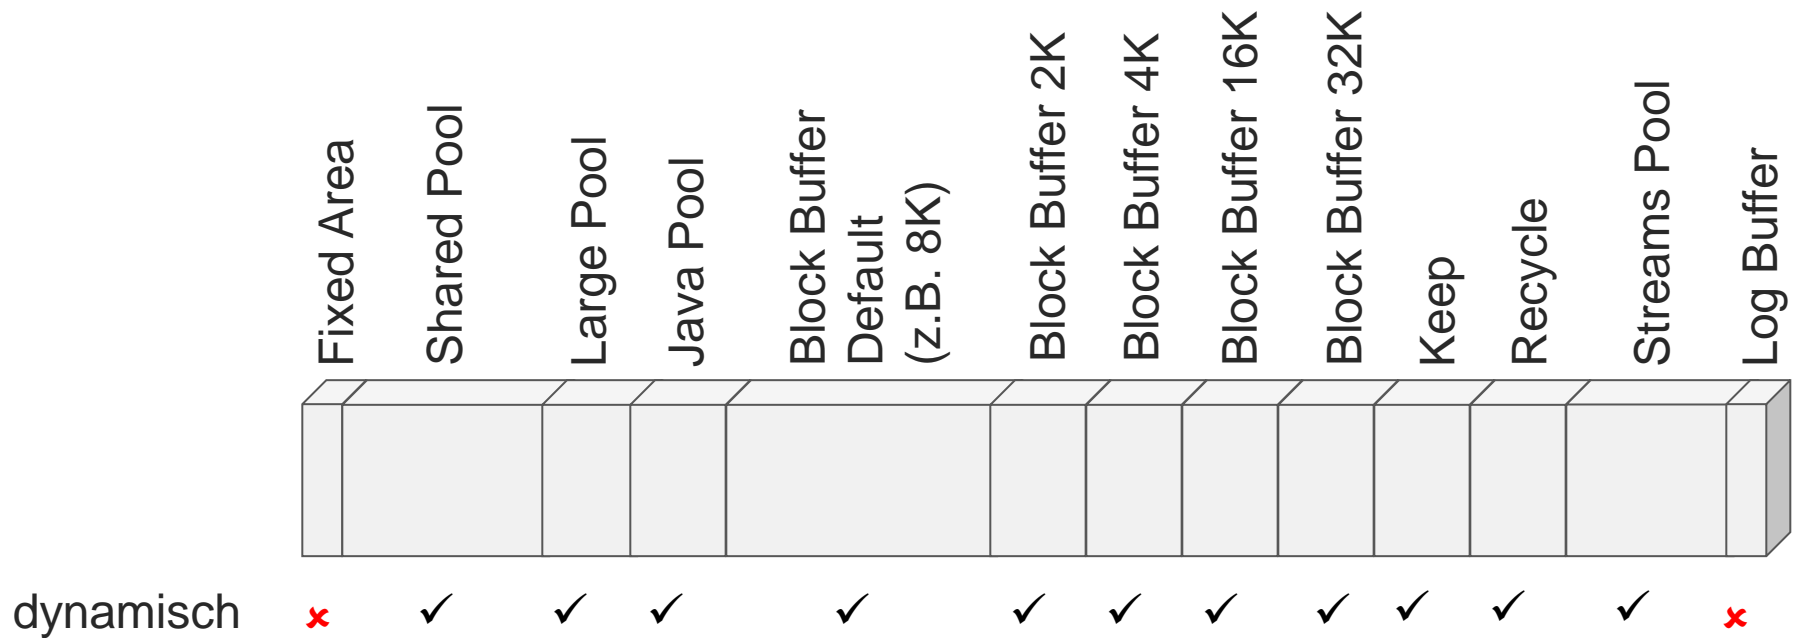 Fixed Area
Shared Pool
Large Pool
Java Pool
Block Buffer
Default
(z.B. 8K)
Block Buffer 2K
Block Buffer 4K
Block Buffer 16K
Block Buffer 32K
Keep
Recycle
Streams Pool
Log Buffer
dynamisch